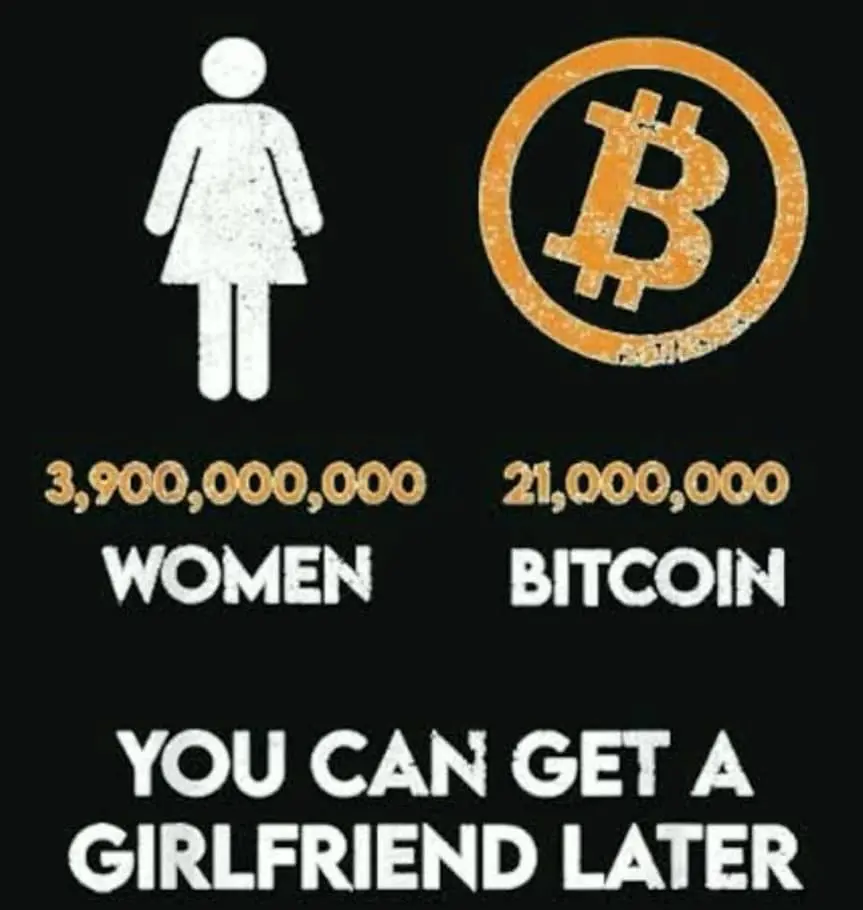 3,900,000,000 21,000,000
WOMEN BITCOIN
YOU CAN GET A
GIRLFRIEND LATER